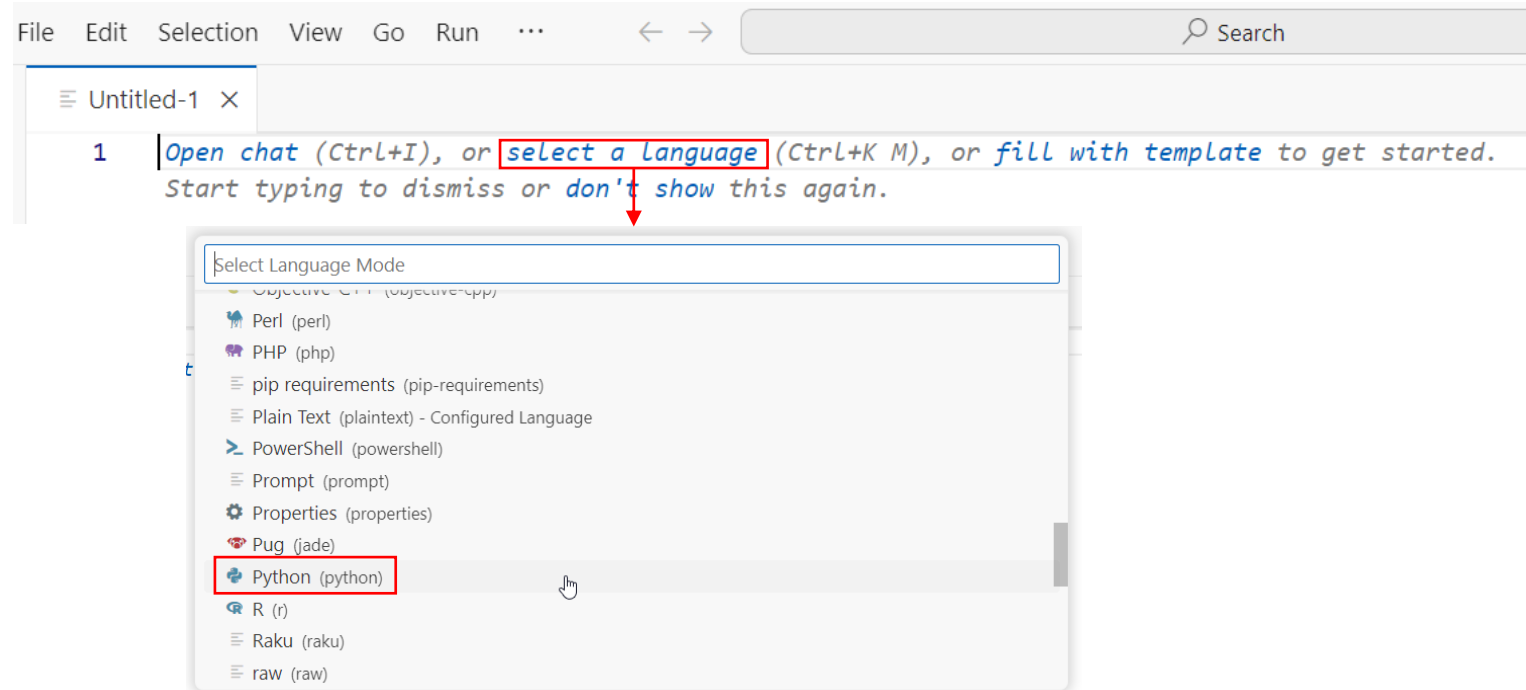 File Edit Selection View Go Run ··· Search
Untitled-1
1 Open chat (Ctrl+I), or select a language (Ctrl+K M), or fill with template to get started.
Start typing to dismiss or don't show this again.
Select Language Mode
Objective-C++ (objective-cpp)
Perl (perl)
PHP (php)
t
pip requirements (pip-requirements)
Plain Text (plaintext) - Configured Language
PowerShell (powershell)
Prompt (prompt)
Properties (properties)
Pug (jade)
Python (python)
R (r)
Raku (raku)
raw (raw)